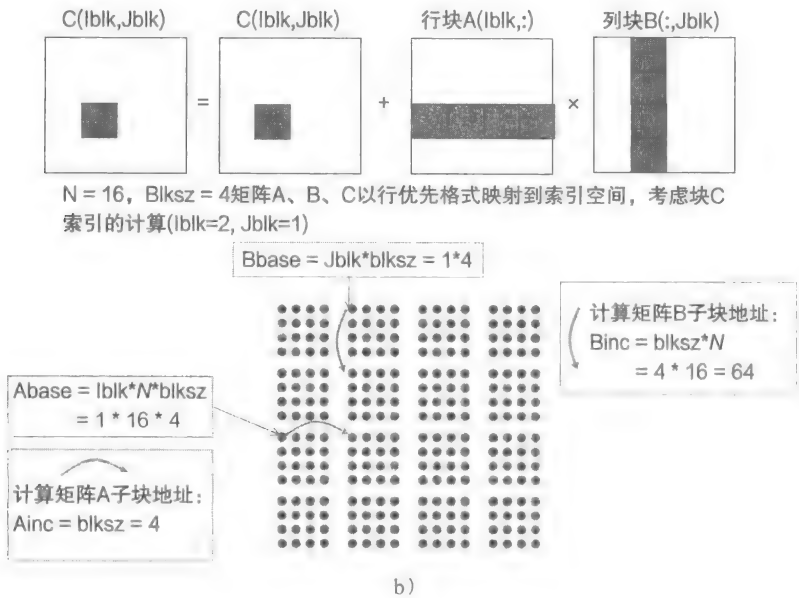 C(Iblk,Jblk) C(Iblk,Jblk) 行块A(Iblk,:) 列块B(:,Jblk)
= + ×
N = 16，Blksz = 4矩阵A、B、C以行优先格式映射到索引空间，考虑块C
索引的计算(Iblk=2, Jblk=1)
Bbase = Jblk*blksz = 1*4
计算矩阵B子块地址：
Binc = blksz*N
= 4 * 16 = 64
Abase = Iblk*N*blksz
= 1 * 16 * 4
计算矩阵A子块地址：
Ainc = blksz = 4
b）